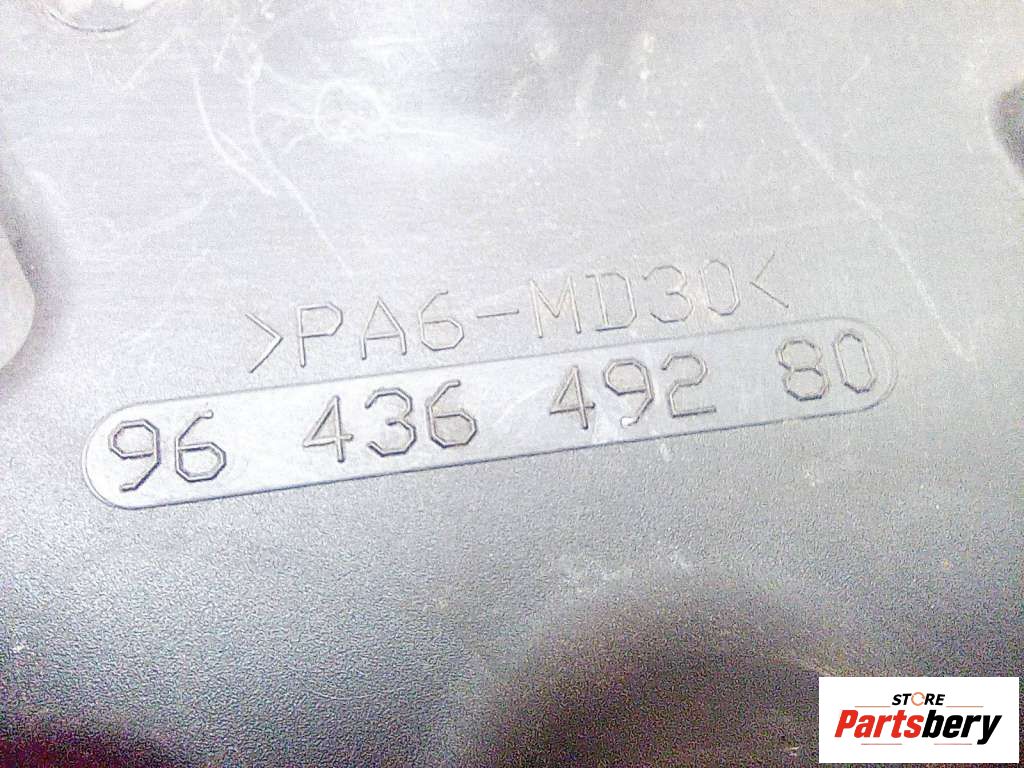 >PA6-MD30<
96 436 492 80
STORE
Partsbery